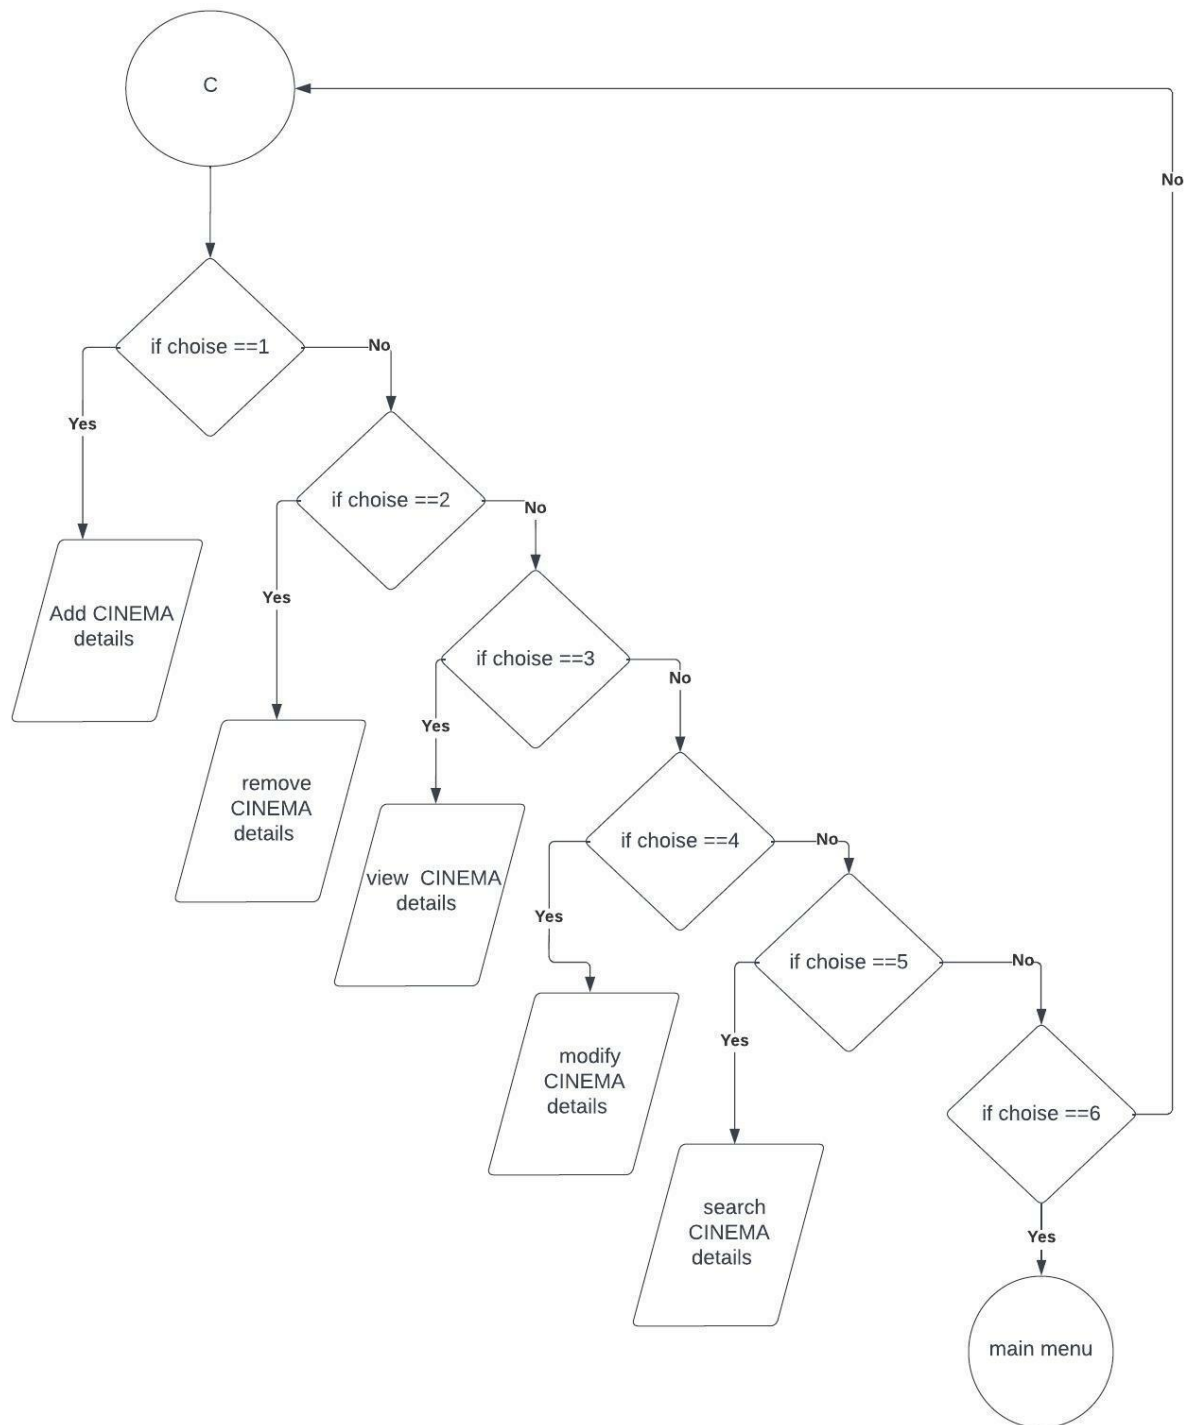 C
No
if choise ==1
No
Yes
if choise ==2
No
Yes
Add CINEMA
details
if choise ==3
No
Yes
remove
CINEMA
details
if choise ==4
No
Yes
view  CINEMA
details
if choise ==5
No
Yes
modify
CINEMA
details
if choise ==6
Yes
search
CINEMA
details
main menu